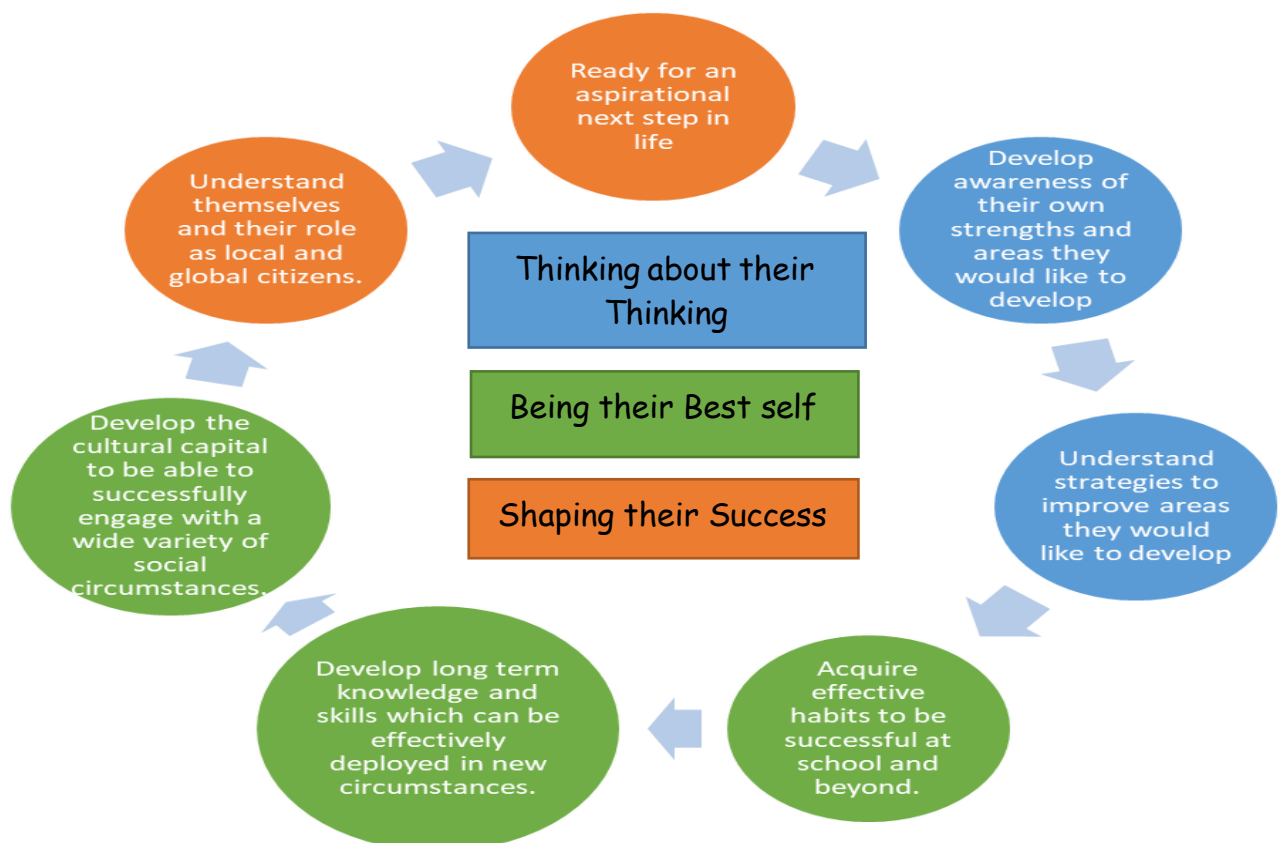 Ready for an
aspirational
next step in
life
Develop
awareness of
their own
strengths and
areas they
would like to
develop
Understand
strategies to
improve areas
they would
like to develop
Acquire
effective
habits to be
successful at
school and
beyond.
Develop long term
knowledge and
skills which can be
effectively
deployed in new
circumstances.
Develop the
cultural capital
to be able to
successfully
engage with a
wide variety of
social
circumstances.
Understand
themselves
and their role
as local and
global citizens.
Thinking about their
Thinking
Being their Best self
Shaping their Success